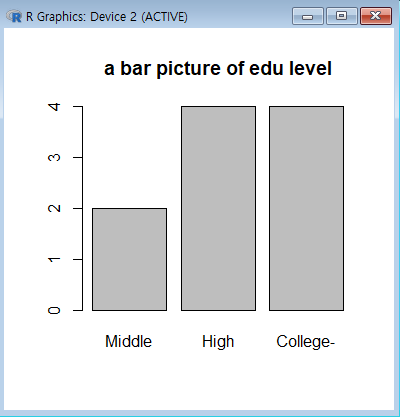 R Graphics: Device 2 (ACTIVE)
a bar picture of edu level
4
3
2
1
0
Middle High College-